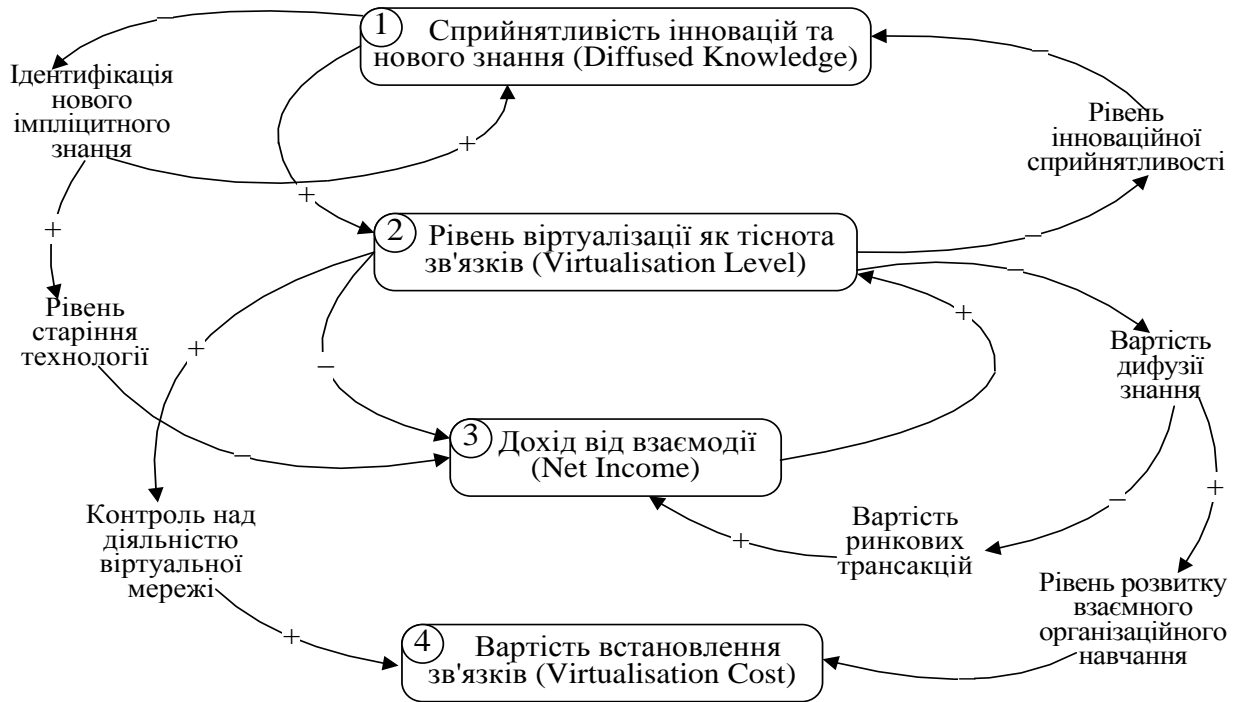 1 Сприйнятливість інновацій та
нового знання (Diffused Knowledge)
Ідентифікація
нового
імпліцитного
знання
Рівень
інноваційної
сприйнятливості
2 Рівень віртуалізації як тіснота
зв'язків (Virtualisation Level)
Рівень
старіння
технології
Вартість
дифузії
знання
3 Дохід від взаємодії
(Net Income)
Контроль над
діяльністю
віртуальної
мережі
Вартість
ринкових
трансакцій
Рівень розвитку
взаємного
організаційного
навчання
4 Вартість встановлення
зв'язків (Virtualisation Cost)